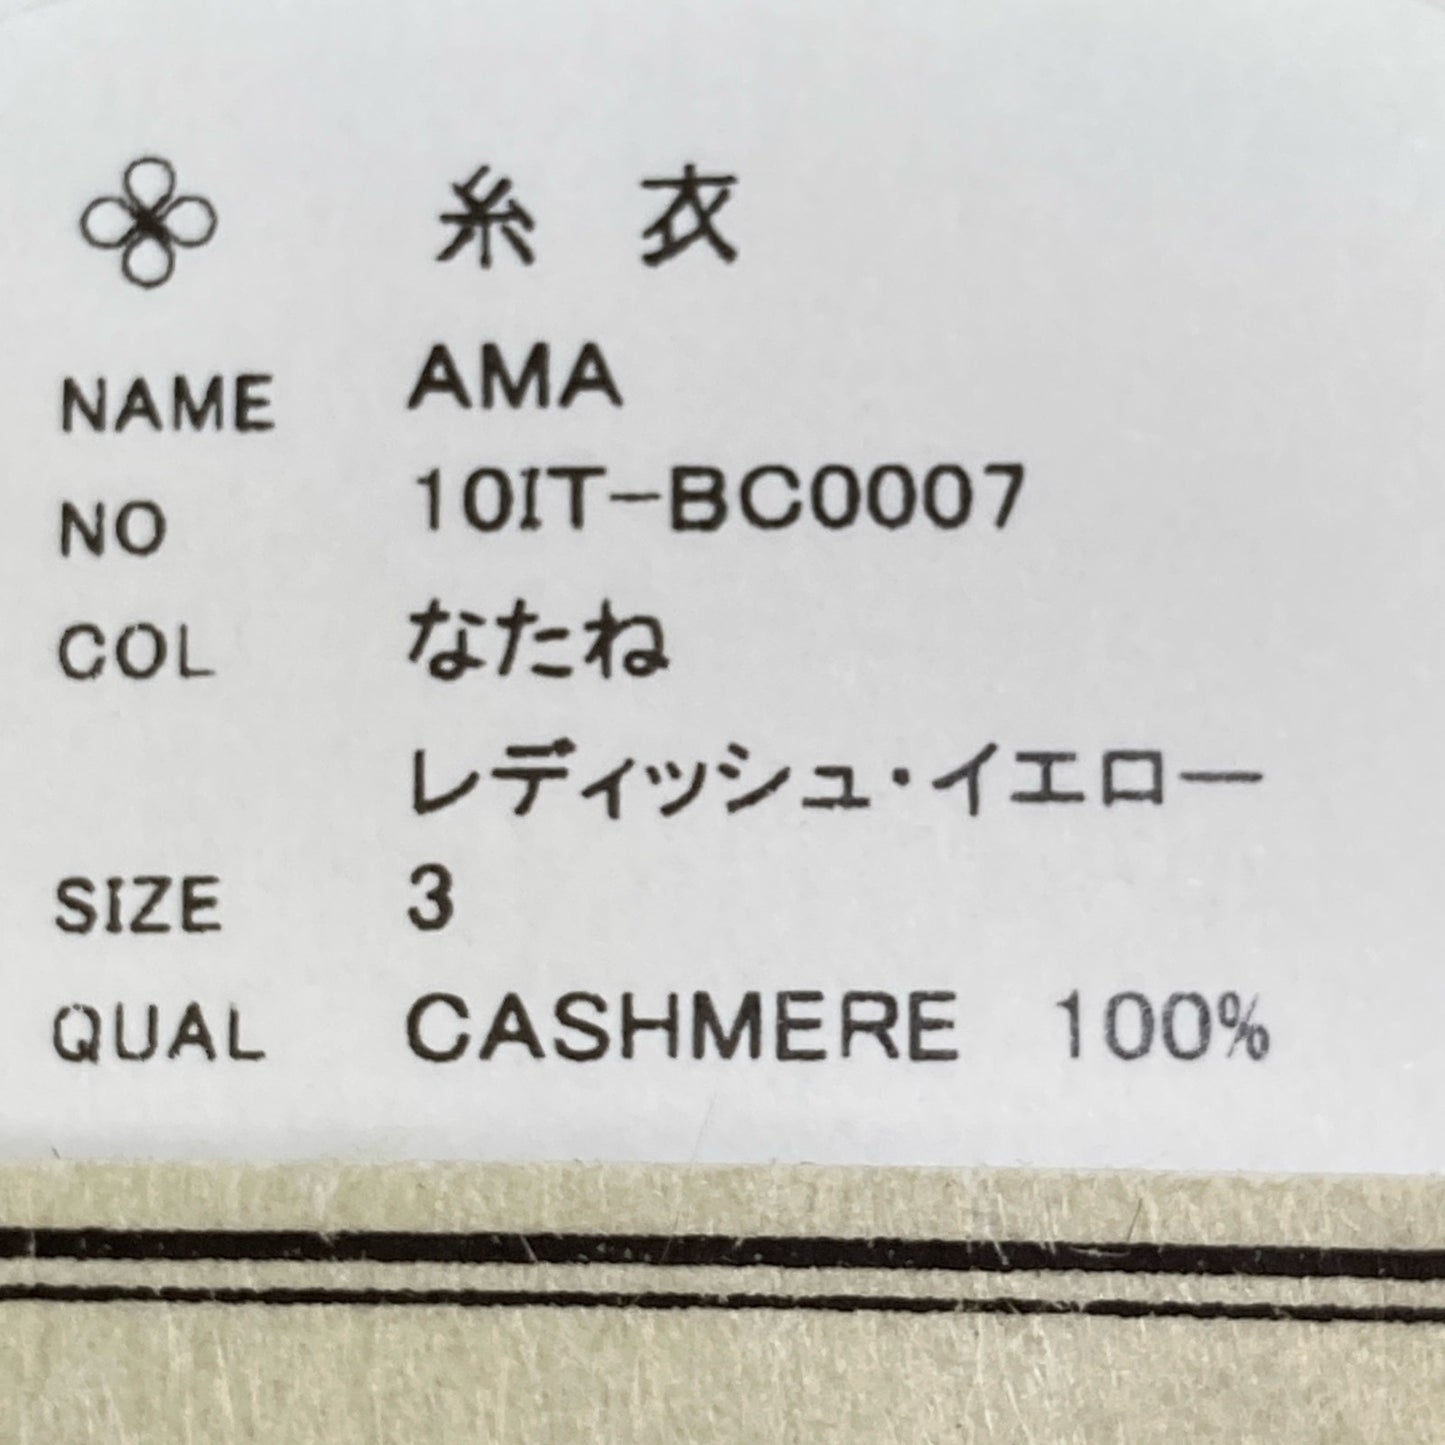 糸 衣
NAME AMA
NO 10IT-BC0007
COL なたね
レディッシュ・イエロー
SIZE 3
QUAL CASHMERE 100%